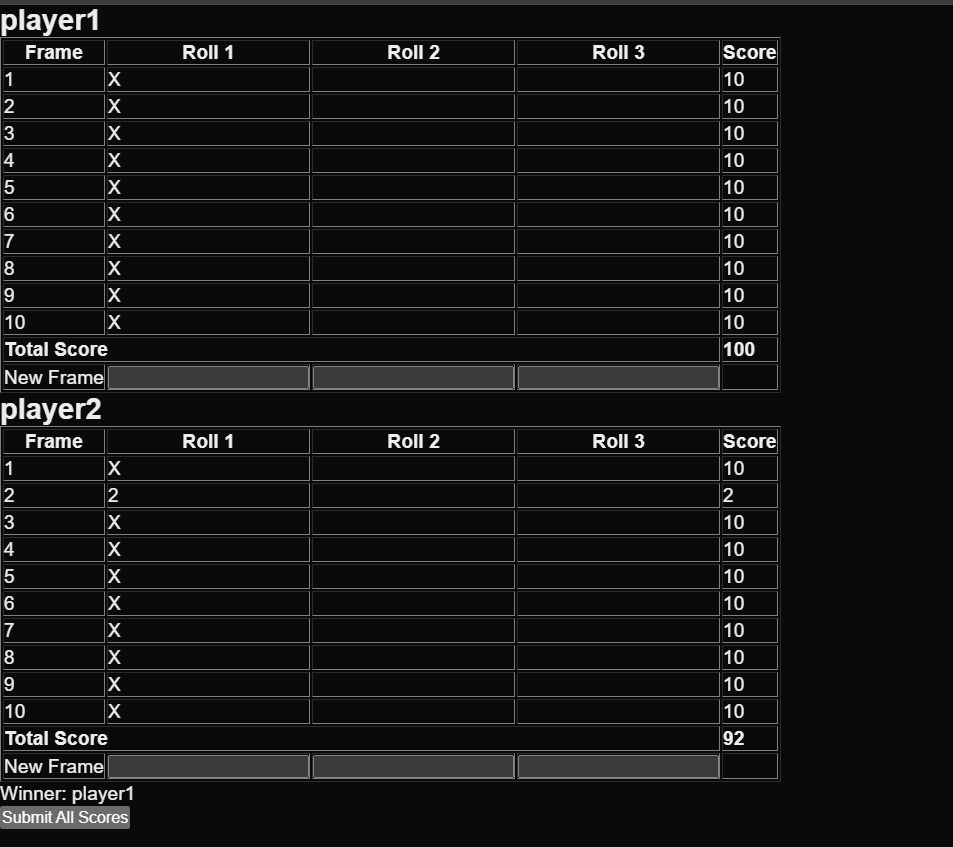 player1
Frame Roll 1 Roll 2 Roll 3 Score
1 X 10
2 X 10
3 X 10
4 X 10
5 X 10
6 X 10
7 X 10
8 X 10
9 X 10
10 X 10
Total Score 100
New Frame
player2
Frame Roll 1 Roll 2 Roll 3 Score
1 X 10
2 2 2
3 X 10
4 X 10
5 X 10
6 X 10
7 X 10
8 X 10
9 X 10
10 X 10
Total Score 92
New Frame
Winner: player1
Submit All Scores